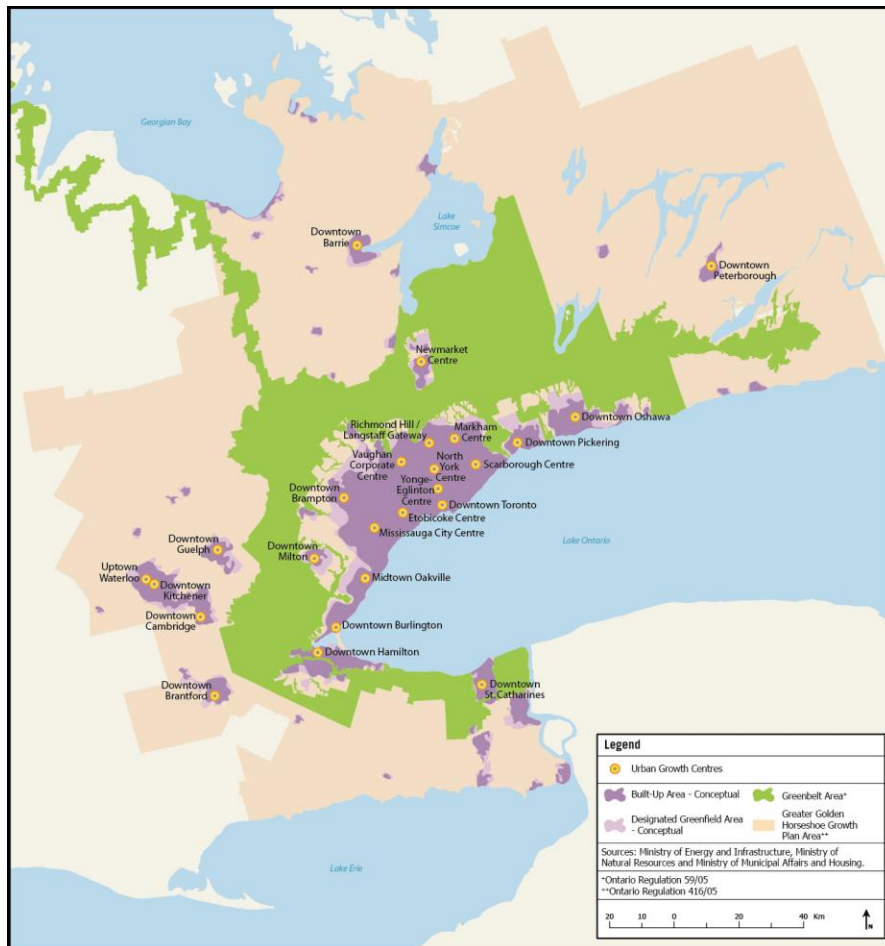 Georgian Bay
Lake
Simcoe
Downtown
Barrie
Downtown
Peterborough
Newmarket
Centre
Richmond Hill /
Langstaff Gateway
Markham
Centre
Downtown Oshawa
Downtown Pickering
Vaughan
Corporate
Centre
North
York
Centre
Scarborough Centre
Yonge-
Eglinton
Centre
Downtown
Brampton
Downtown Toronto
Etobicoke Centre
Mississauga City Centre
Lake Ontario
Downtown
Guelph
Downtown
Milton
Uptown
Waterloo
Downtown
Kitchener
Midtown Oakville
Downtown
Cambridge
Downtown Burlington
Downtown Hamilton
Downtown
Brantford
Downtown
St. Catharines
Lake Erie
Legend
Urban Growth Centres
Built-Up Area - Conceptual
Greenbelt Area*
Designated Greenfield Area
- Conceptual
Greater Golden
Horseshoe Growth
Plan Area**
Sources: Ministry of Energy and Infrastructure, Ministry of
Natural Resources and Ministry of Municipal Affairs and Housing.
*Ontario Regulation 59/05
**Ontario Regulation 416/05
20 10 0 20 40 Km
N